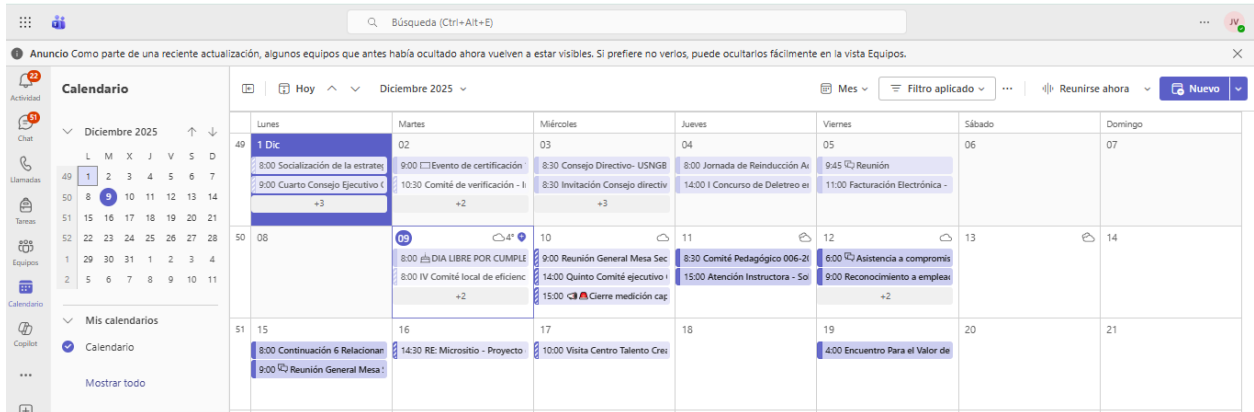 Búsqueda (Ctrl+Alt+E)
JV
Anuncio Como parte de una reciente actualización, algunos equipos que antes había ocultado ahora vuelven a estar visibles. Si prefiere no verlos, puede ocultarlos fácilmente en la vista Equipos.
22
Actividad
51
Chat
Llamadas
Tareas
Equipos
Calendario
Copilot
Calendario
Diciembre 2025
L M X J V S D
49 1 2 3 4 5 6 7
50 8 9 10 11 12 13 14
51 15 16 17 18 19 20 21
52 22 23 24 25 26 27 28
1 29 30 31 1 2 3 4
2 5 6 7 8 9 10 11
Mis calendarios
Calendario
Mostrar todo
Hoy Diciembre 2025 Mes Filtro aplicado ... Reunirse ahora Nuevo
Lunes Martes Miércoles Jueves Viernes Sábado Domingo
49 1 Dic 02 03 04 05 06 07
8:00 Socialización de la estrateg 9:00 Evento de certificación 8:30 Consejo Directivo- USNGB 8:00 Jornada de Reinducción 9:45 Reunión
9:00 Cuarto Consejo Ejecutivo 10:30 Comité de verificación - 8:30 Invitación Consejo directiv 14:00 I Concurso de Deletreo 11:00 Facturación Electrónica -
+3 +2 +3
50 08 09 4° 10 11 12 13 14
8:00 DIA LIBRE POR CUMPLE 9:00 Reunión General Mesa Sec 8:30 Comité Pedagógico 6:00 Asistencia a compromis
8:00 IV Comité local de eficienc 14:00 Quinto Comité ejecutivo 15:00 Atención Instructora - 9:00 Reconocimiento a emplea
+2 15:00 Cierre medición cap +2
51 15 16 17 18 19 20 21
8:00 Continuación 6 Relacionan 14:30 RE: Micrositio - Proyecto 10:00 Visita Centro Talento 4:00 Encuentro Para el Valor de
9:00 Reunión General Mesa